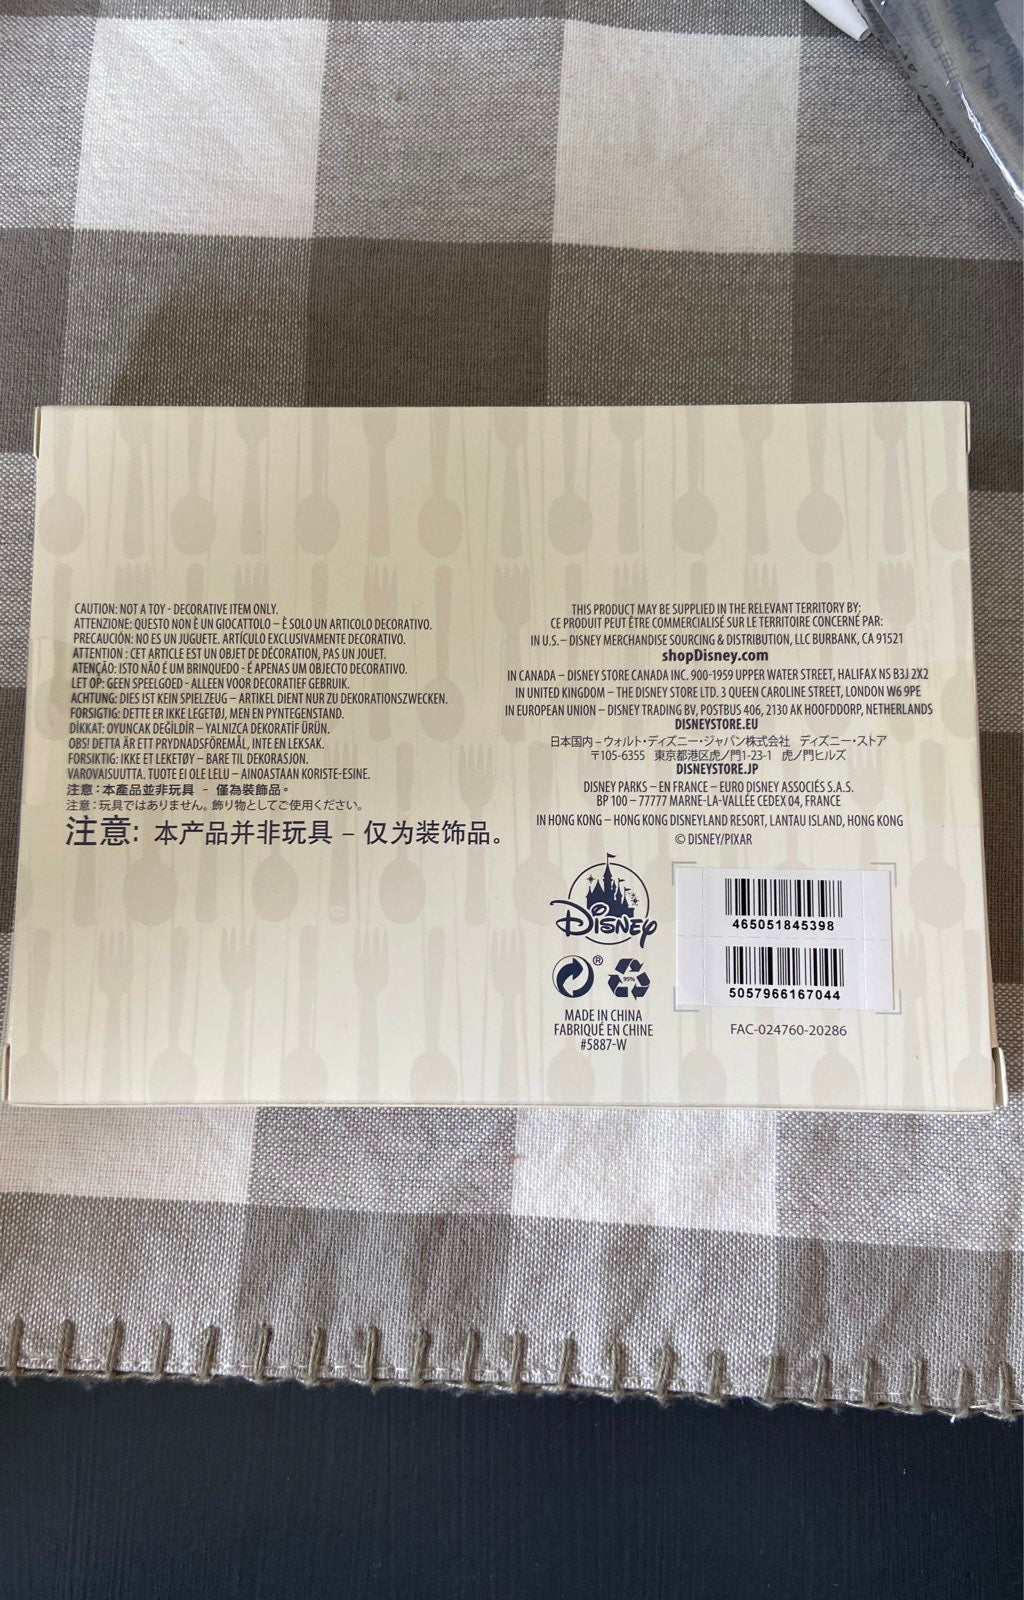 CAUTION: NOT A TOY - DECORATIVE ITEM ONLY.
ATTENZIONE: QUESTO NON È UN GIOCATTOLO – È SOLO UN ARTICOLO DECORATIVO.
PRECAUCIÓN: NO ES UN JUGUETE. ARTÍCULO EXCLUSIVAMENTE DECORATIVO.
ATTENTION : CET ARTICLE EST UN OBJET DE DÉCORATION, PAS UN JOUET.
ATENÇÃO: ISTO NÃO É UM BRINQUEDO - É APENAS UM OBJECTO DECORATIVO.
LET OP: GEEN SPEELGOED - ALLEEN VOOR DECORATIEF GEBRUIK.
ACHTUNG: DIES IST KEIN SPIELZEUG – ARTIKEL DIENT NUR ZU DEKORATIONSZWECKEN.
FORSIGTIG: DETTE ER IKKE LEGETØJ, MEN EN PYNTEGENSTAND.
DİKKAT: OYUNCAK DEĞİLDİR – YALNIZCA DEKORATİF ÜRÜN.
OBS! DETTA ÄR ETT PRYDNADSFÖREMÅL, INTE EN LEKSAK.
FORSIKTIG: IKKE ET LEKETØY – BARE TIL DEKORASJON.
VAROVAISUUTTA. TUOTE EI OLE LELU – AINOASTAAN KORISTE-ESINE.
注意：本產品並非玩具 - 僅為裝飾品。
注意：玩具ではありません。飾り物としてご使用ください。
注意: 本产品并非玩具 – 仅为装饰品。
THIS PRODUCT MAY BE SUPPLIED IN THE RELEVANT TERRITORY BY:
CE PRODUIT PEUT ÊTRE COMMERCIALISÉ SUR LE TERRITOIRE CONCERNÉ PAR:
IN U.S. – DISNEY MERCHANDISE SOURCING & DISTRIBUTION, LLC BURBANK, CA 91521
shopDisney.com
IN CANADA – DISNEY STORE CANADA INC. 900-1959 UPPER WATER STREET, HALIFAX NS B3J 2X2
IN UNITED KINGDOM – THE DISNEY STORE LTD. 3 QUEEN CAROLINE STREET, LONDON W6 9PE
IN EUROPEAN UNION – DISNEY TRADING BV, POSTBUS 406, 2130 AK HOOFDDORP, NETHERLANDS
DISNEYSTORE.EU
日本国内 – ウォルト・ディズニー・ジャパン株式会社 ディズニー・ストア
〒105-6355 東京都港区虎ノ門1-23-1 虎ノ門ヒルズ
DISNEYSTORE.JP
DISNEY PARKS – EN FRANCE – EURO DISNEY ASSOCIÉS S.A.S.
BP 100 – 77777 MARNE-LA-VALLÉE CEDEX 04, FRANCE
IN HONG KONG – HONG KONG DISNEYLAND RESORT, LANTAU ISLAND, HONG KONG
© DISNEY/PIXAR
DISNEY
® 95%
MADE IN CHINA
FABRIQUÉ EN CHINE
#5887-W
465051845398
5057966167044
FAC-024760-20286